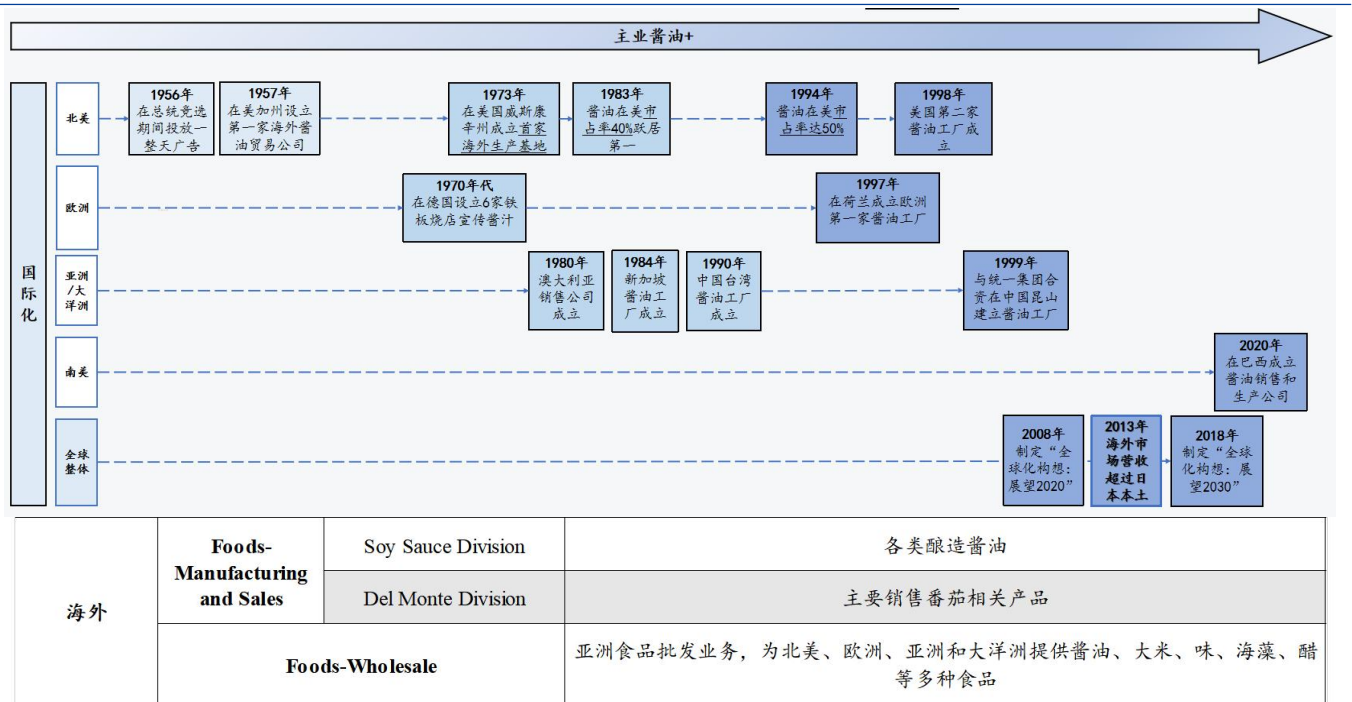 主业酱油+
国际化
北美
1956年
在总统竞选
期间投放一
整天广告
1957年
在美加州设立
第一家海外酱
油贸易公司
1973年
在美国威斯康
辛州成立首家
海外生产基地
1983年
酱油在美市
占率40%跃居
第一
1994年
酱油在美市
占率达50%
1998年
美国第二家
酱油工厂成
立
欧洲
1970年代
在德国设立6家铁
板烧店宣传酱汁
1997年
在荷兰成立欧洲
第一家酱油工厂
亚洲
/大
洋洲
1980年
澳大利亚
销售公司
成立
1984年
新加坡
酱油工
厂成立
1990年
中国台湾
酱油工厂
成立
1999年
与统一集团合
资在中国昆山
建立酱油工厂
南美
2020年
在巴西成立
酱油销售和
生产公司
全球
整体
2008年
制定“全
球化构想：
展望2020”
2013年
海外市
场营收
超过日
本本土
2018年
制定“全球
化构想：展
望2030”
海外
Foods-
Manufacturing
and Sales
Soy Sauce Division
各类酿造酱油
Del Monte Division
主要销售番茄相关产品
Foods-Wholesale
亚洲食品批发业务，为北美、欧洲、亚洲和大洋洲提供酱油、大米、味、海藻、醋
等多种食品